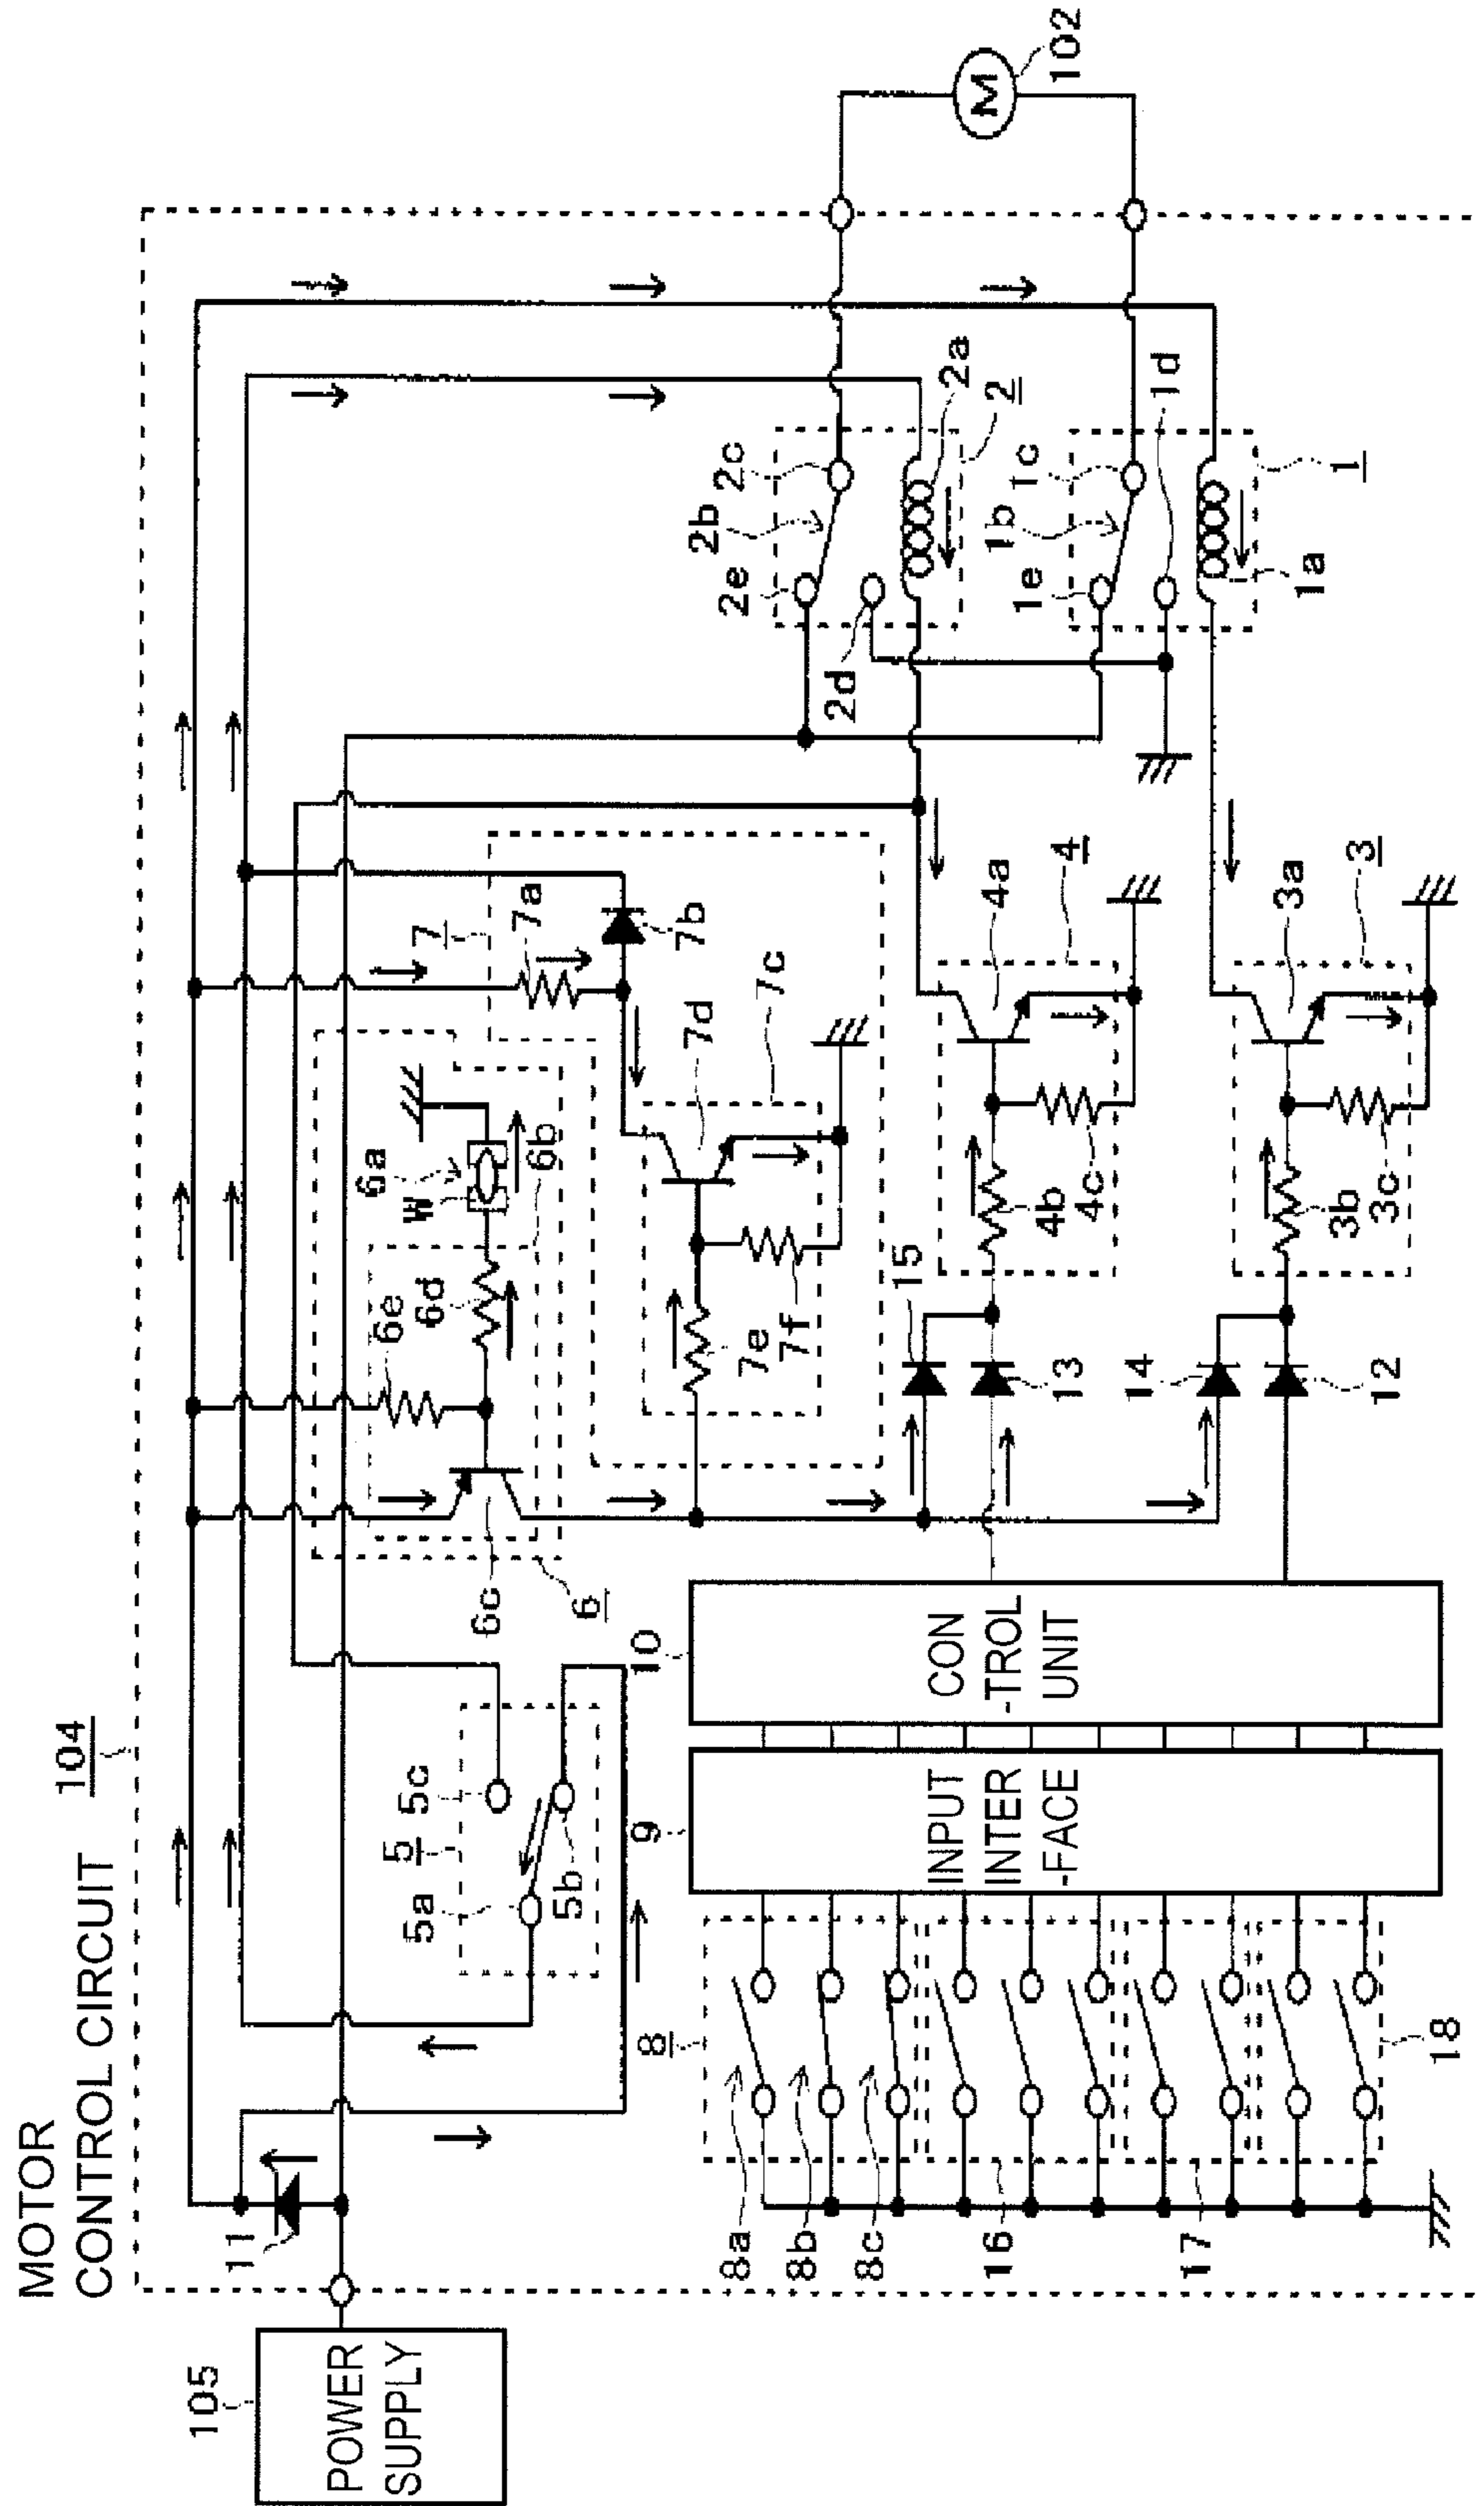 MOTOR
CONTROL CIRCUIT 104
105
POWER
SUPPLY
11
5
5a
5b
5c
6
6a
W
6b
6c
6d
6e
7
7a
7b
7c
7d
7e
7f
8
8a
8b
8c
16
17
18
9
INPUT
INTER
-FACE
10
CON
-TROL
UNIT
15
13
14
12
4
4a
4b
4c
3
3a
3b
3c
2
2a
2b
2c
2d
2e
1
1a
1b
1c
1d
1e
M
102